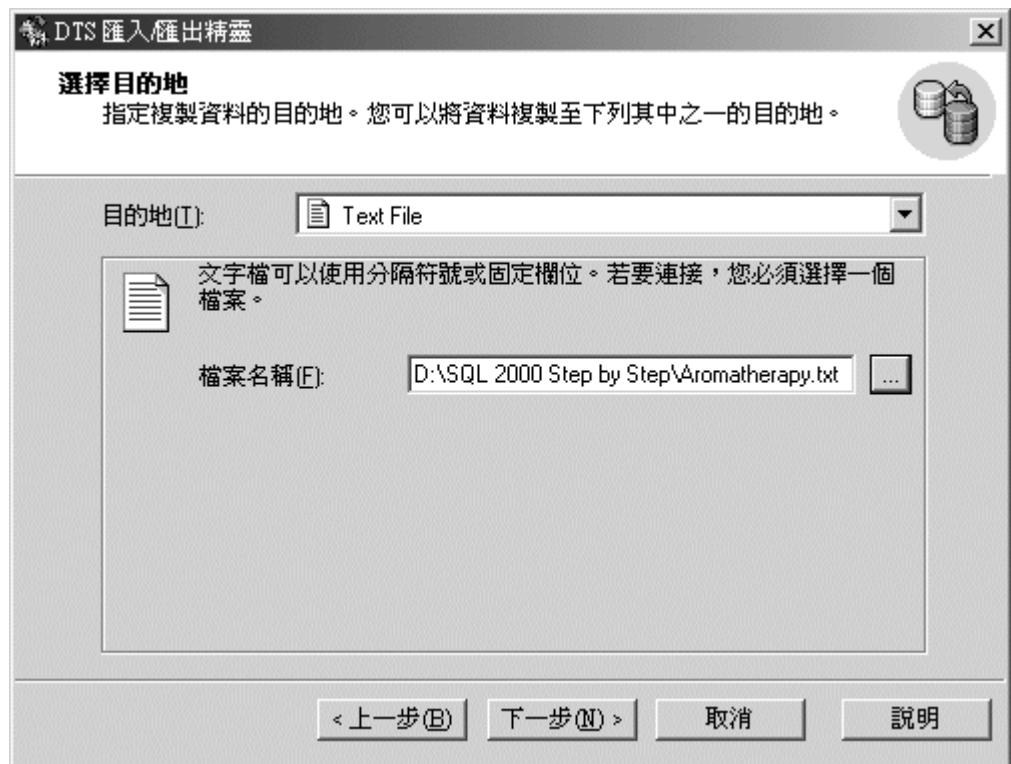 DTS 匯入/匯出精靈
選擇目的地
指定複製資料的目的地。您可以將資料複製至下列其中之一的目的地。
目的地(T):
Text File
文字檔可以使用分隔符號或固定欄位。若要連接，您必須選擇一個
檔案。
檔案名稱(F):
D:\SQL 2000 Step by Step\Aromatherapy.txt
...
< 上一步(B)
下一步(N) >
取消
說明